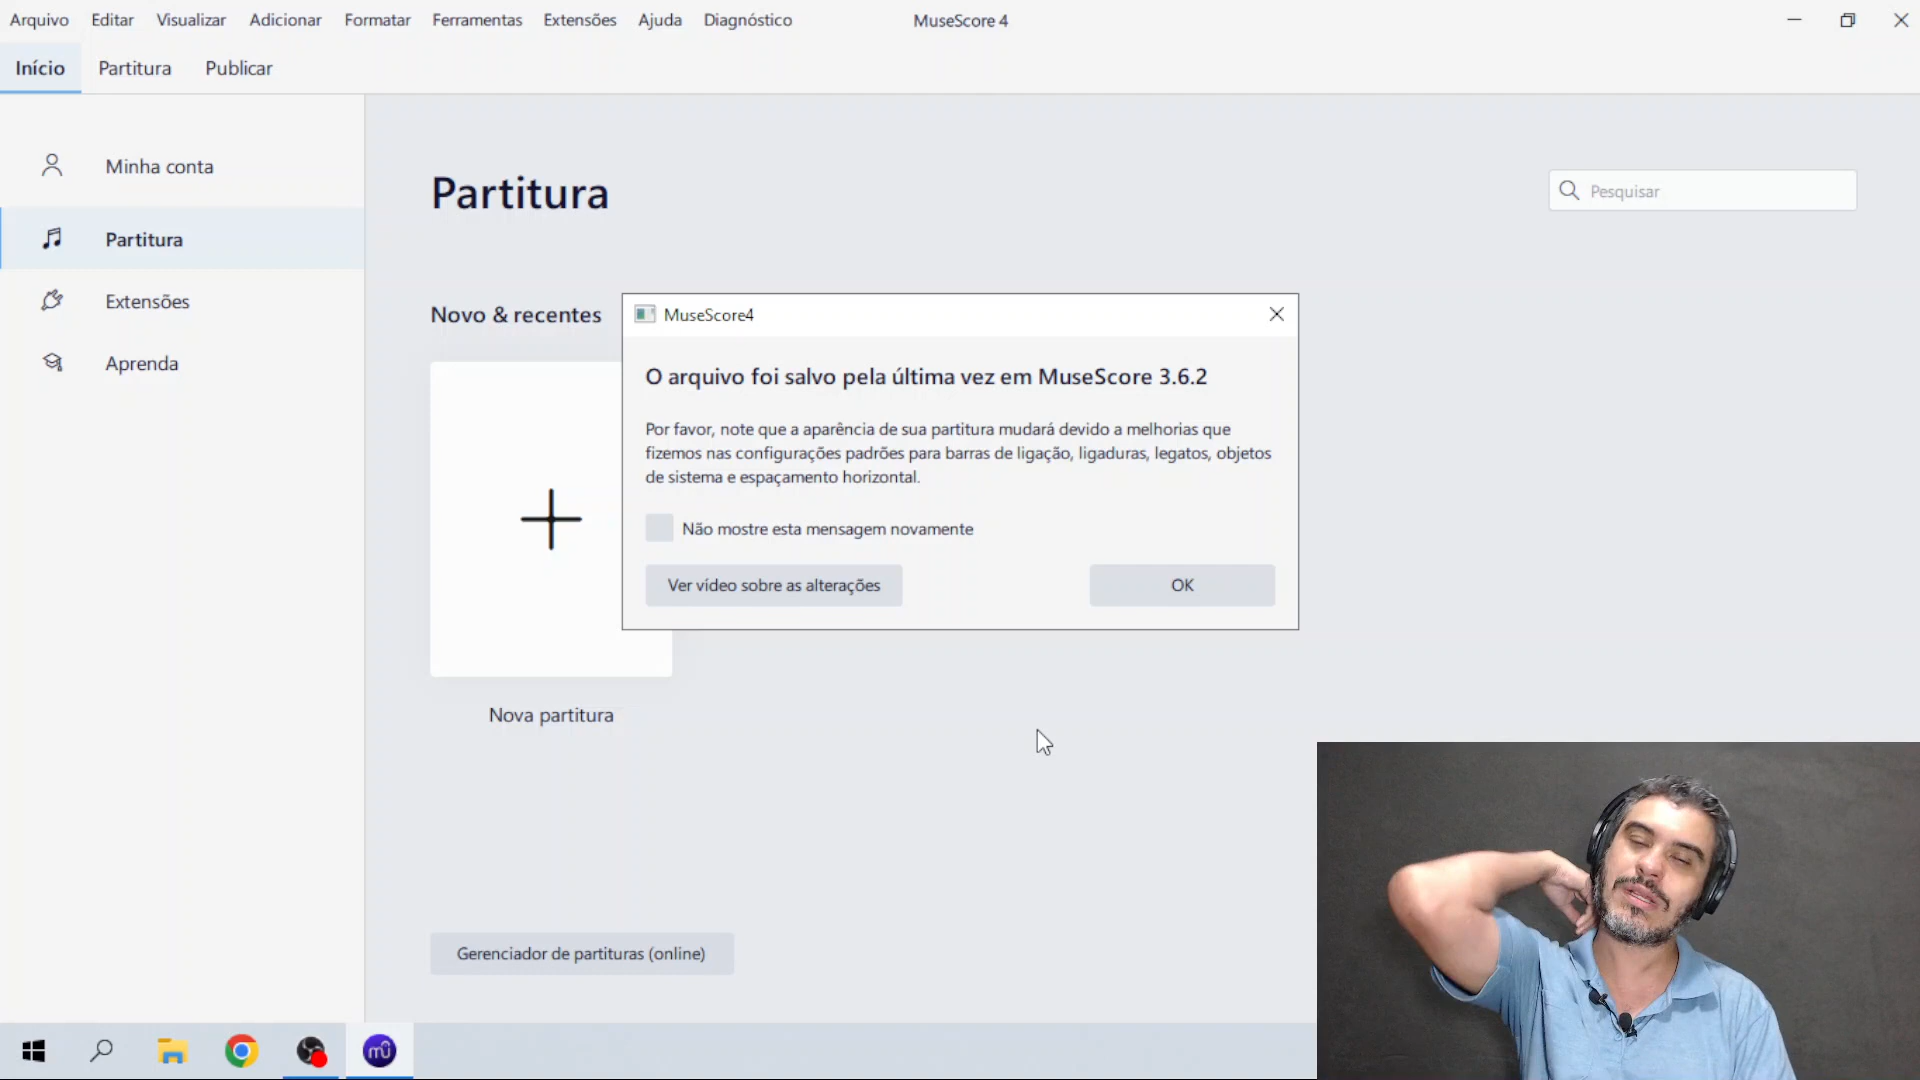 Arquivo Editar Visualizar Adicionar Formatar Ferramentas Extensões Ajuda Diagnóstico MuseScore 4
Início Partitura Publicar
Minha conta
Partitura
Extensões
Aprenda
Partitura
Pesquisar
Novo & recentes
MuseScore4
O arquivo foi salvo pela última vez em MuseScore 3.6.2
Por favor, note que a aparência de sua partitura mudará devido a melhorias que
fizemos nas configurações padrões para barras de ligação, ligaduras, legatos, objetos
de sistema e espaçamento horizontal.
Não mostre esta mensagem novamente
Ver vídeo sobre as alterações
OK
Nova partitura
Gerenciador de partituras (online)